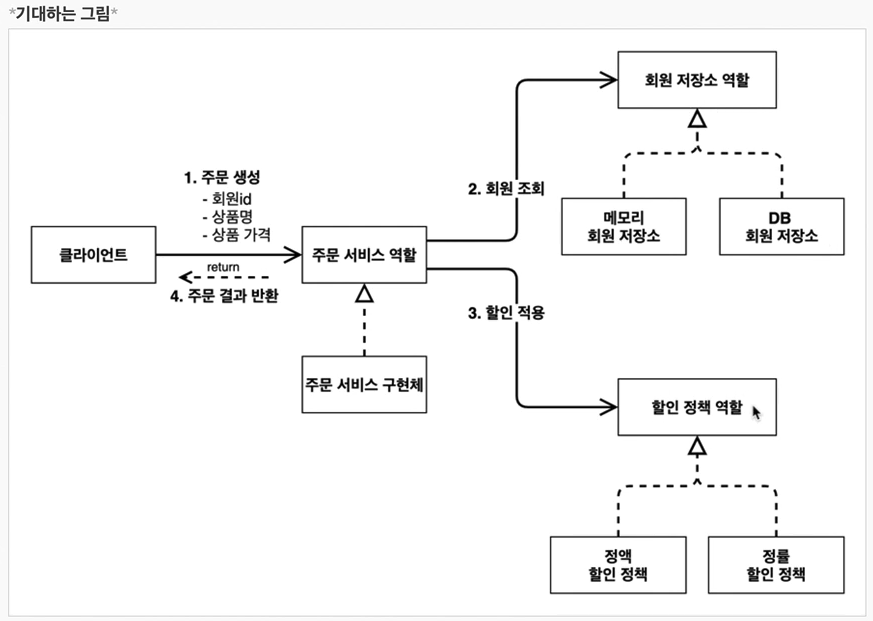 *기대하는 그림*
회원 저장소 역할
1. 주문 생성
- 회원id
- 상품명
- 상품 가격
2. 회원 조회
메모리
회원 저장소
DB
회원 저장소
클라이언트
주문 서비스 역할
return
4. 주문 결과 반환
3. 할인 적용
주문 서비스 구현체
할인 정책 역할
정액
할인 정책
정률
할인 정책